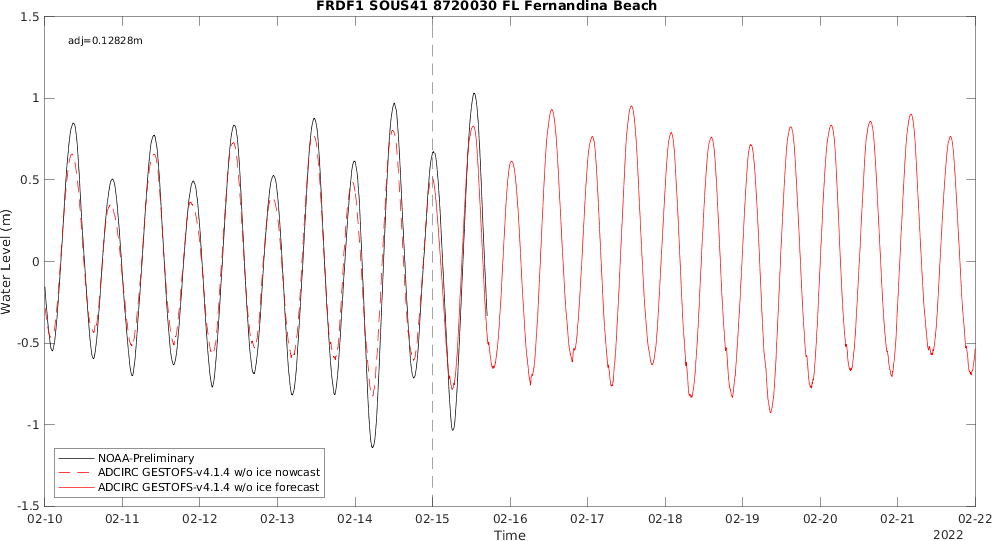 FRDF1 SOUS41 8720030 FL Fernandina Beach
adj=0.12828m
1.5
1
0.5
0
-0.5
-1
-1.5
Water Level (m)
NOAA-Preliminary
ADCIRC GESTOFS-v4.1.4 w/o ice nowcast
ADCIRC GESTOFS-v4.1.4 w/o ice forecast
02-10 02-11 02-12 02-13 02-14 02-15 02-16 02-17 02-18 02-19 02-20 02-21 02-22
Time
2022